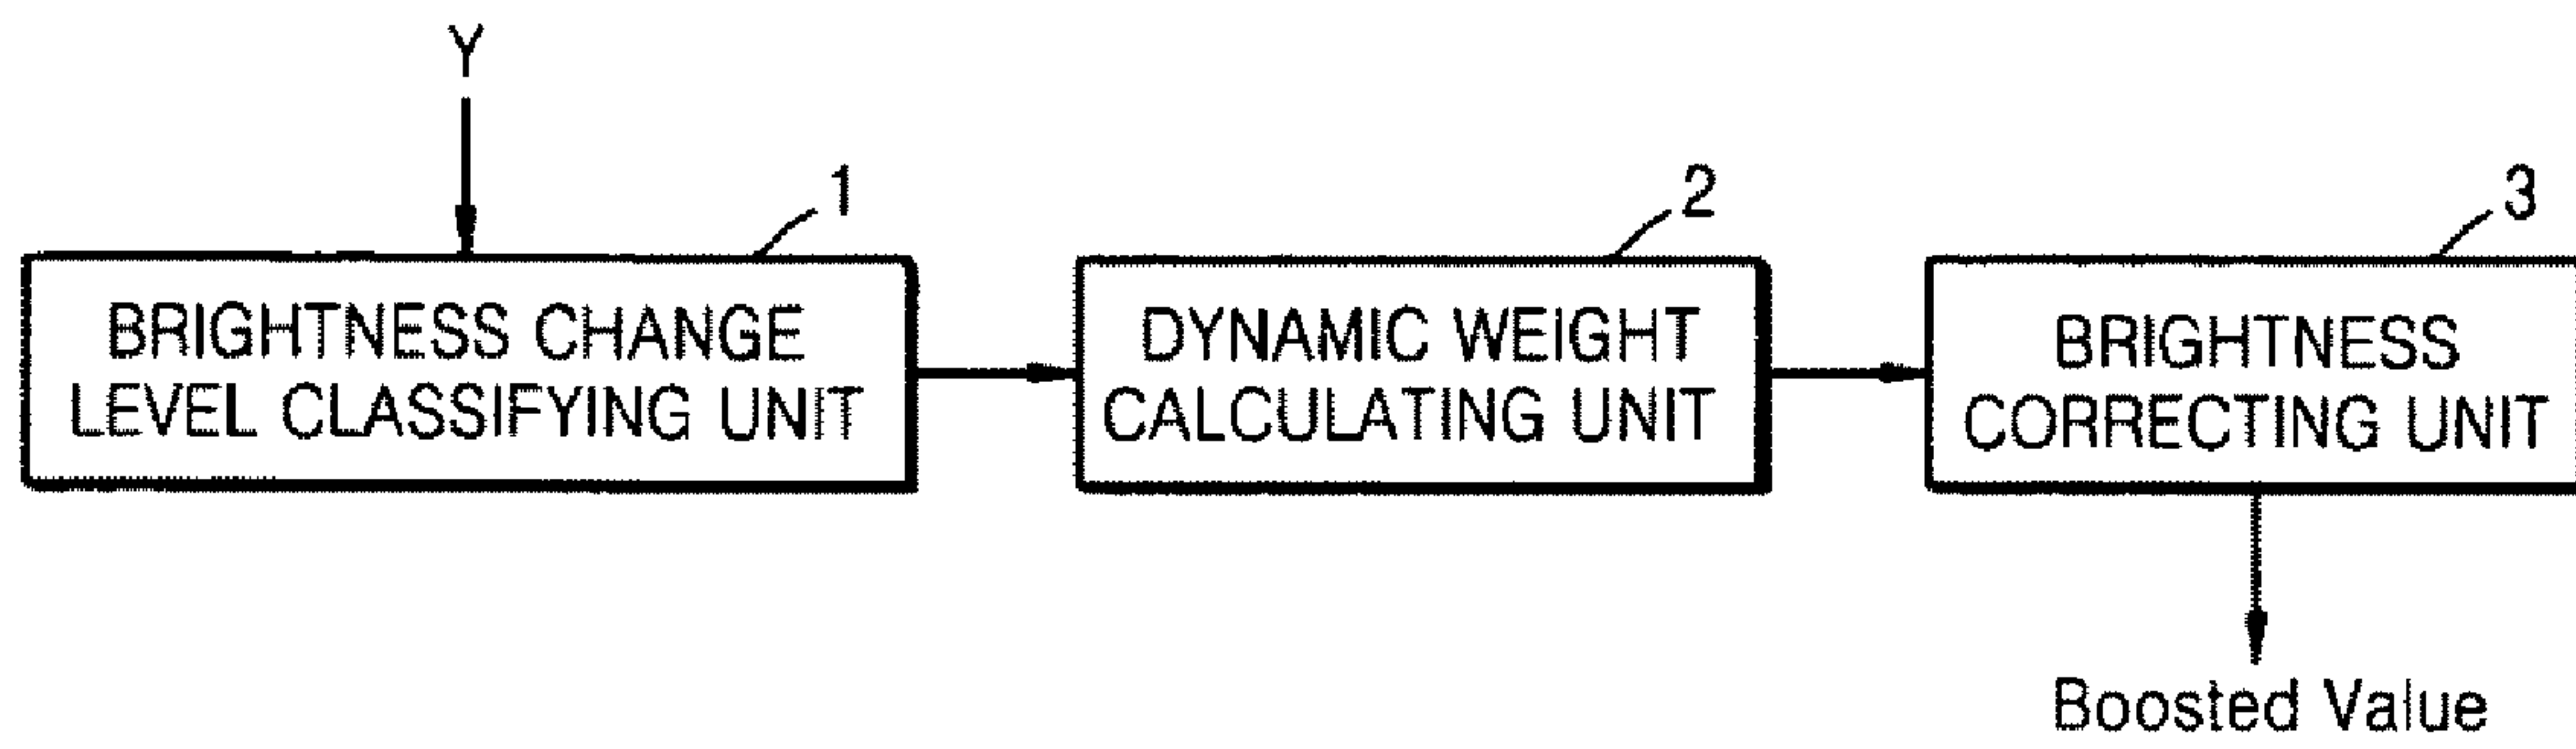 Y
1
BRIGHTNESS CHANGE
LEVEL CLASSIFYING UNIT
2
DYNAMIC WEIGHT
CALCULATING UNIT
3
BRIGHTNESS
CORRECTING UNIT
Boosted Value